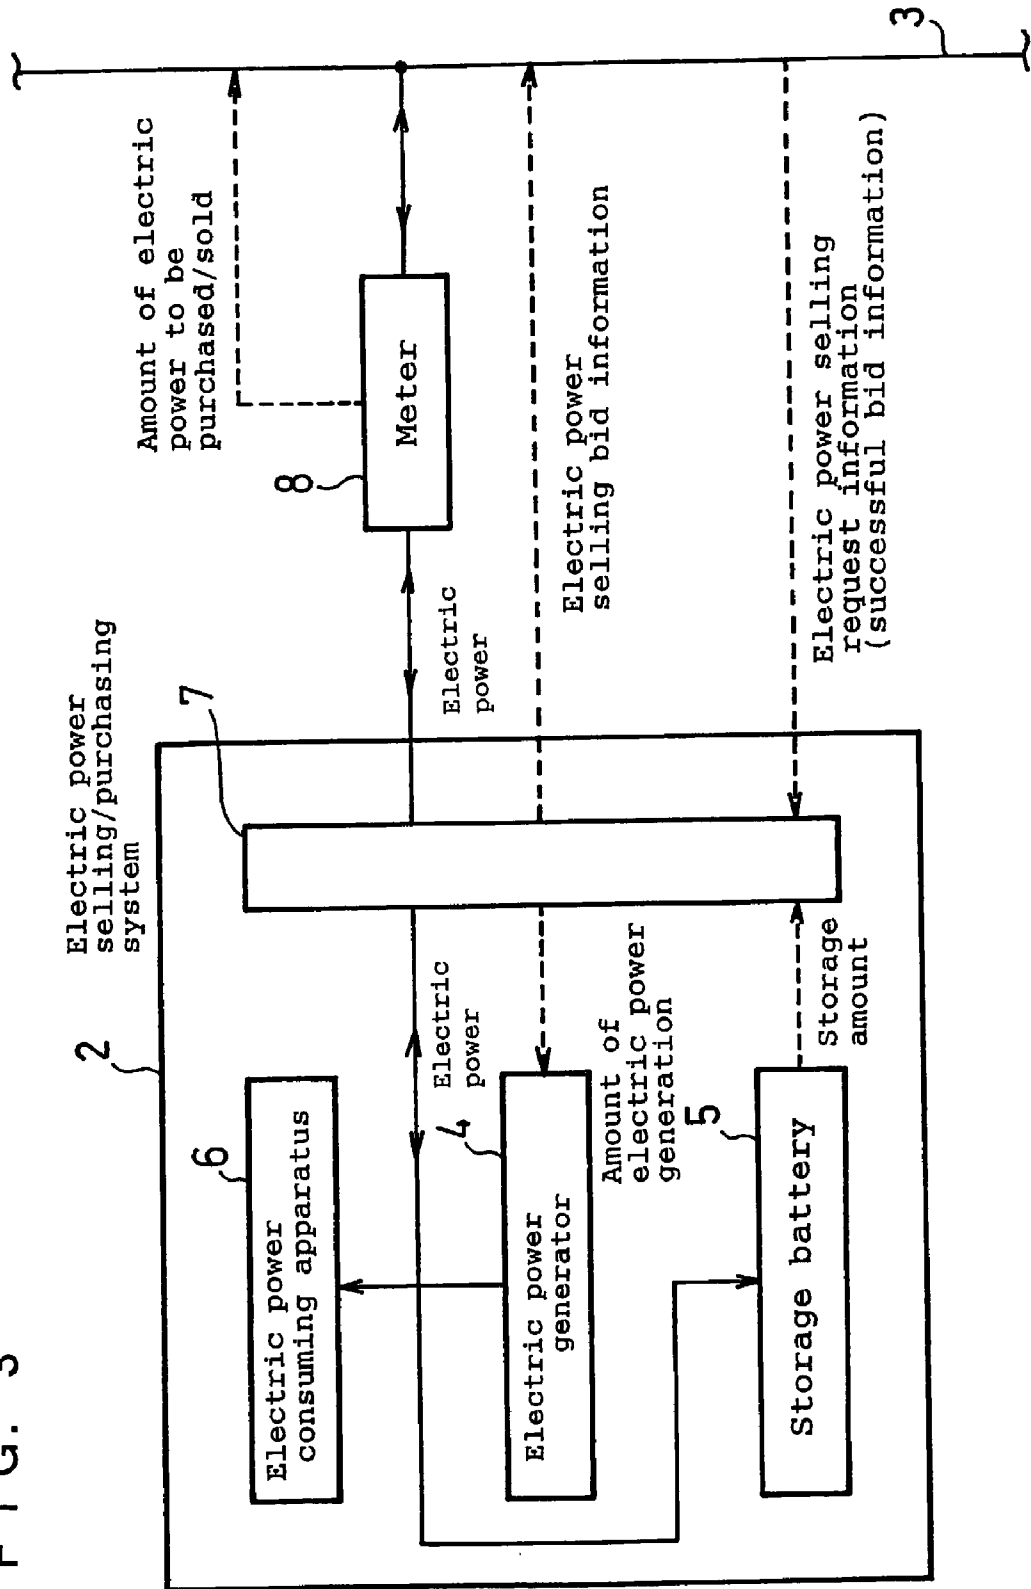 FIG. 3
2
Electric power
selling/purchasing
system
7
6
Electric power
consuming apparatus
Electric
power
4
Electric power
generator
Amount of
electric power
generation
5
Storage battery
Storage
amount
Electric
power
8
Meter
Amount of electric
power to be
purchased/sold
Electric power
selling bid information
Electric power selling
request information
(successful bid information)
3